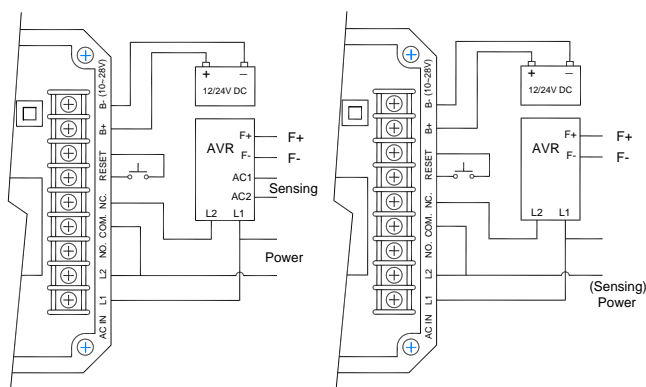 B- (10~28V)
B+
RESET
NC.
COM.
NO.
L2
L1
AC IN
+ −
12/24V DC
AVR
F+
F-
AC1
AC2
L2 L1
F+
F-
Sensing
Power
B- (10~28V)
B+
RESET
NC.
COM.
NO.
L2
L1
AC IN
+ −
12/24V DC
AVR
F+
F-
L2 L1
F+
F-
(Sensing)
Power